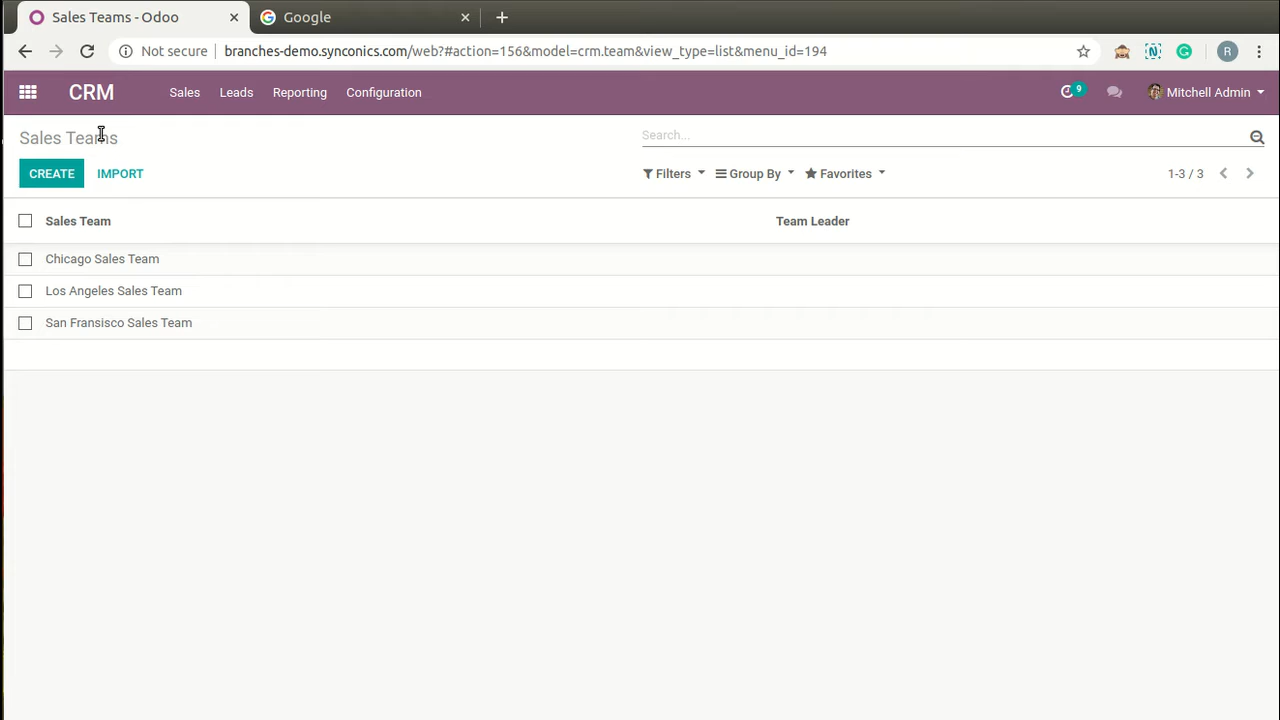 Sales Teams - Odoo
Google
Not secure branches-demo.synconics.com/web?#action=156&model=crm.team&view_type=list&menu_id=194
R
CRM Sales Leads Reporting Configuration 9 Mitchell Admin
Sales Teams
Search...
CREATE IMPORT Filters Group By Favorites 1-3 / 3
Sales Team Team Leader
Chicago Sales Team
Los Angeles Sales Team
San Fransisco Sales Team